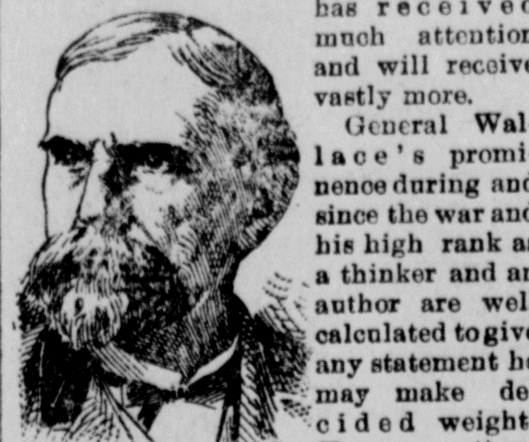 has received
much attention
and will receive
vastly more.
General Wal-
lace's promi-
nence during and
since the war and
his high rank as
a thinker and an
author are well
calculated to give
any statement he
may make de-
cided weight